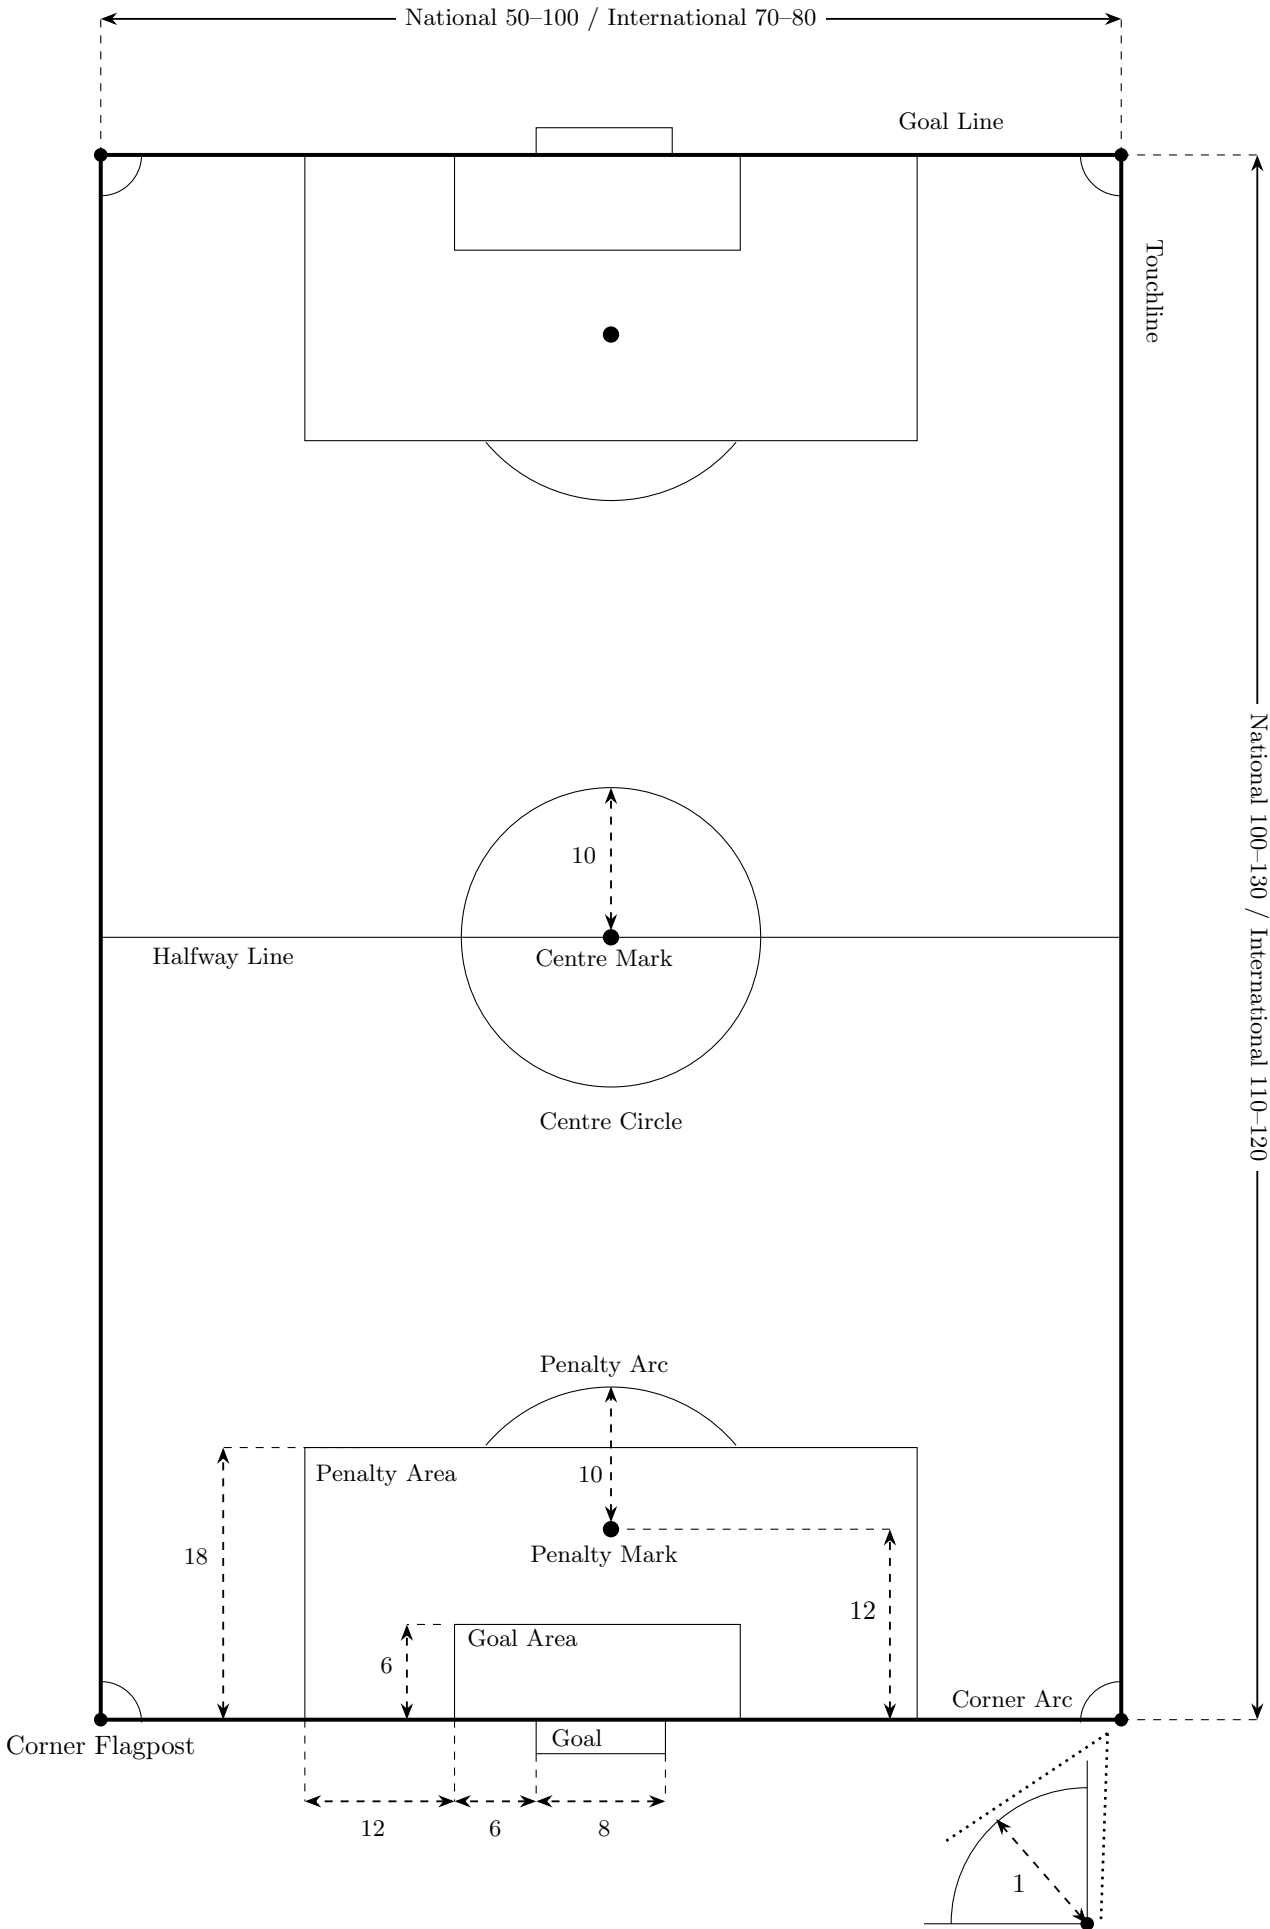 National 50–100 / International 70–80
Goal Line
Touchline
National 100–130 / International 110–120
10
Halfway Line
Centre Mark
Centre Circle
Penalty Arc
Penalty Area
10
18
Penalty Mark
12
Goal Area
6
Corner Arc
Corner Flagpost
Goal
12
6
8
1